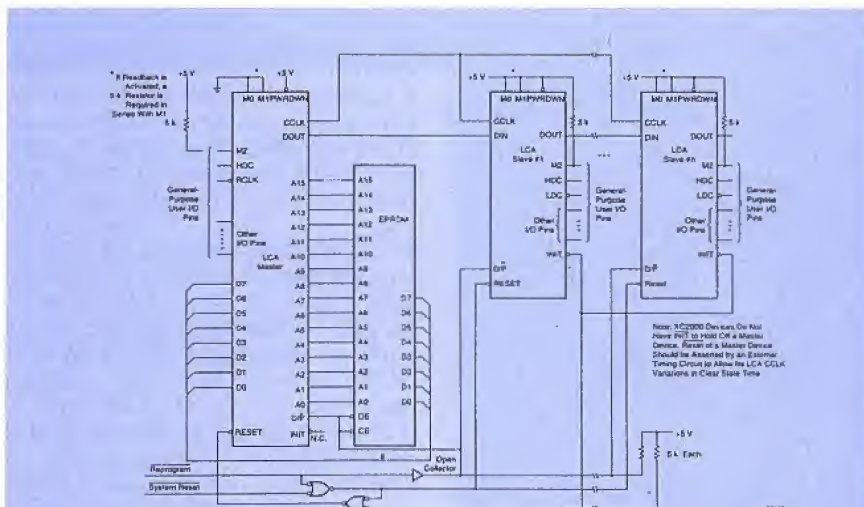 * If Readback is
Activated, a
5 k Resistor is
Required in
Series With M1
+5 V
5 k
*
+5 V
M0 M1PWRDWN
CCLK
DOUT
M2
HDC
RCLK
General-
Purpose
User I/O
Pins
Other
I/O Pins
LCA
Master
A15
A14
A13
A12
A11
A10
A9
A8
A7
A6
A5
A4
A3
A2
A1
A0
D/P
INIT
N.C.
D7
D6
D5
D4
D3
D2
D1
D0
RESET
EPROM
A15
A14
A13
A12
A11
A10
A9
A8
A7
A6
A5
A4
A3
A2
A1
A0
OE
CE
D7
D6
D5
D4
D3
D2
D1
D0
8
+5 V
*
+5 V
M0 M1PWRDWN
CCLK
DIN
DOUT
5 k
LCA
Slave #1
M2
HDC
LDC
General-
Purpose
User I/O
Pins
Other
I/O Pins
INIT
D/P
RESET
+5 V
*
+5 V
M0 M1PWRDWN
CCLK
DIN
DOUT
5 k
LCA
M2
HDC
LDC
General-
Purpose
User I/O
Pins
Other
I/O Pins
INIT
D/P
Reset
Note: XC2000 Devices Do Not
Have INIT to Hold Off a Master
Device. Reset of a Master Device
Should be Asserted by an External
Timing Circuit to Allow for LCA CCLK
Variations in Clear State Time
+5 V
5 k Each
Reprogram
Open
Collector
System Reset